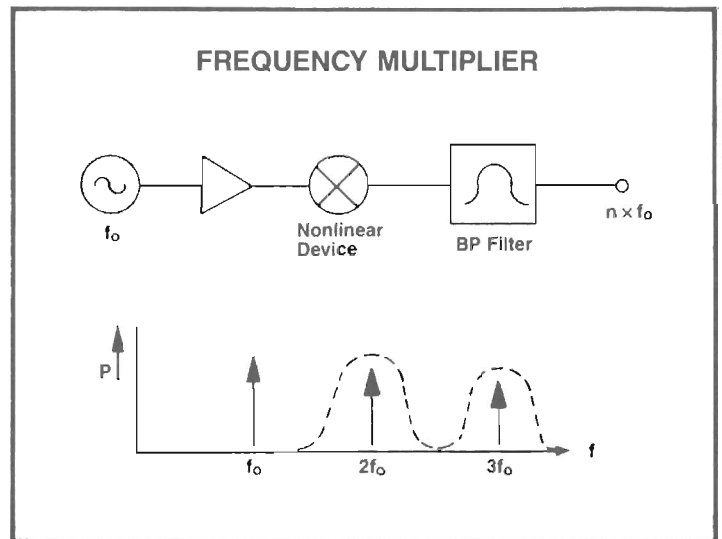 FREQUENCY MULTIPLIER
fo
Nonlinear
Device
BP Filter
n × fo
P
f
fo
2fo
3fo